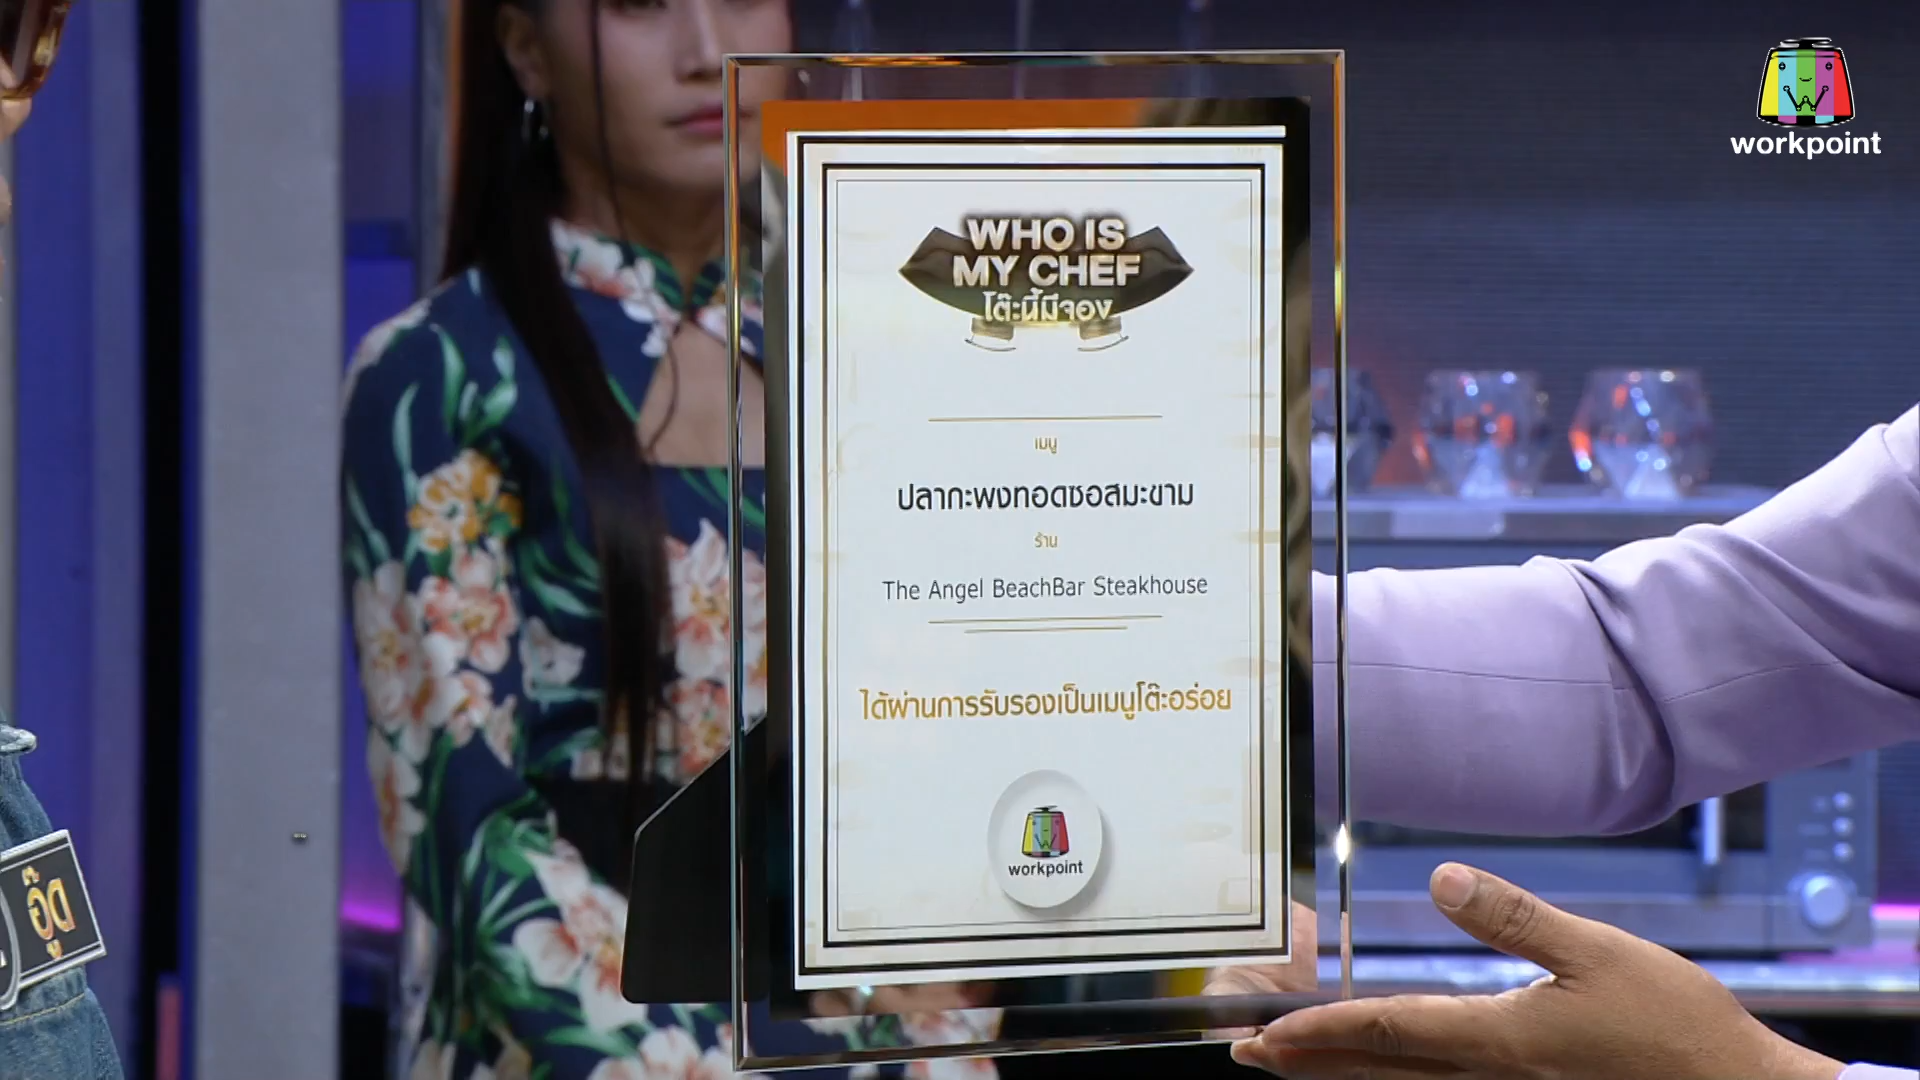 workpoint
WHO IS
MY CHEF
โต๊ะนี้มีจอง
เมนู
ปลากะพงทอดซอสมะขาม
ร้าน
The Angel BeachBar Steakhouse
ได้ผ่านการรับรองเป็นเมนูโต๊ะอร่อย
workpoint
ดู๊